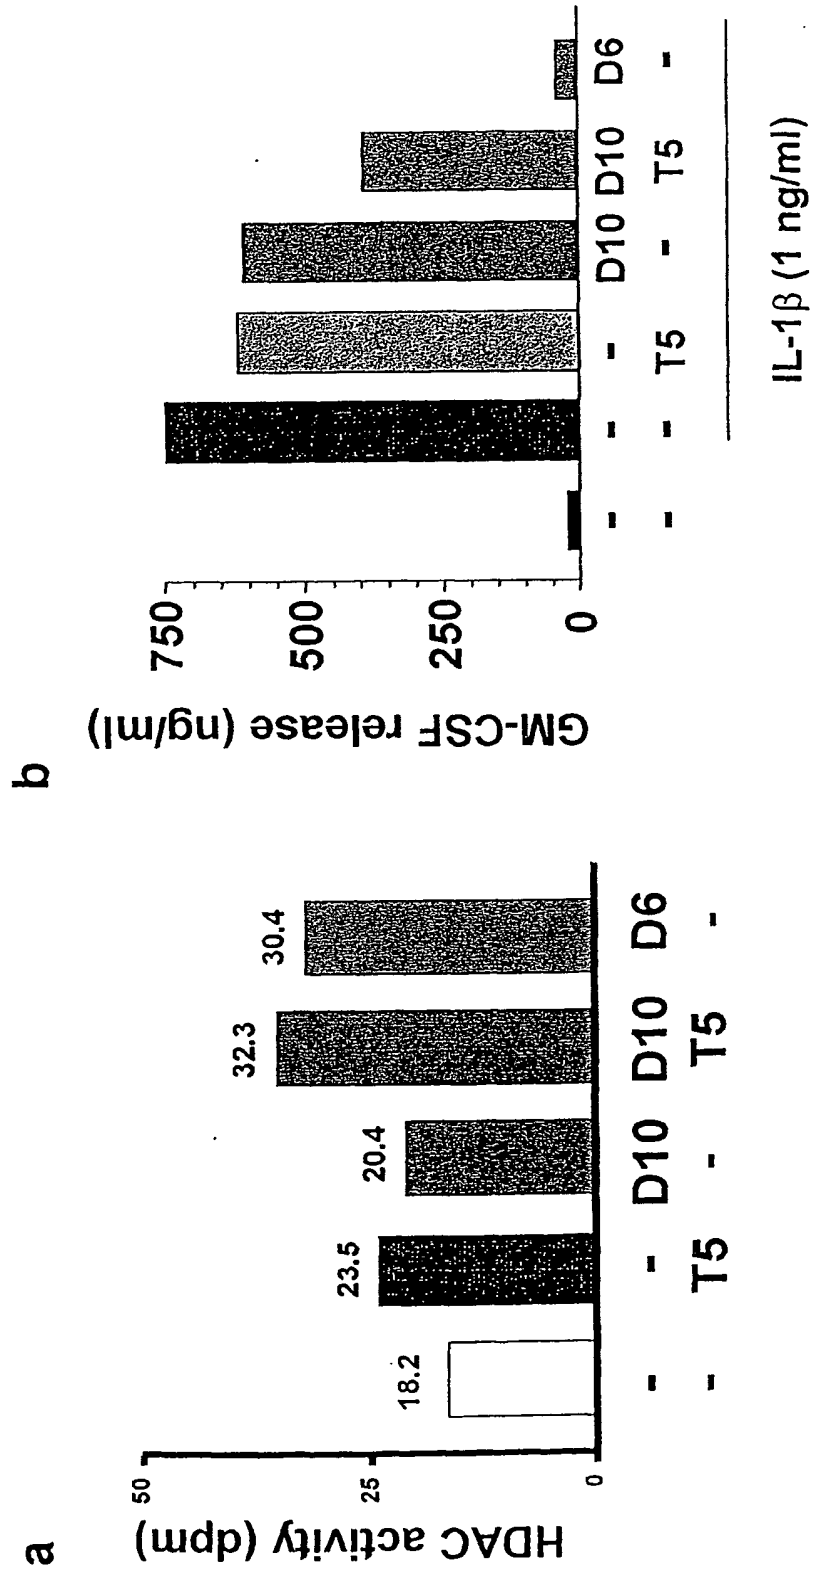 a
HDAC activity (dpm)
50
25
0
18.2
23.5
20.4
32.3
30.4
- - D10 D10 D6
- T5 - T5 -
b
GM-CSF release (ng/ml)
750
500
250
0
- - - D10 D10 D6
- - T5 - T5 -
IL-1β (1 ng/ml)